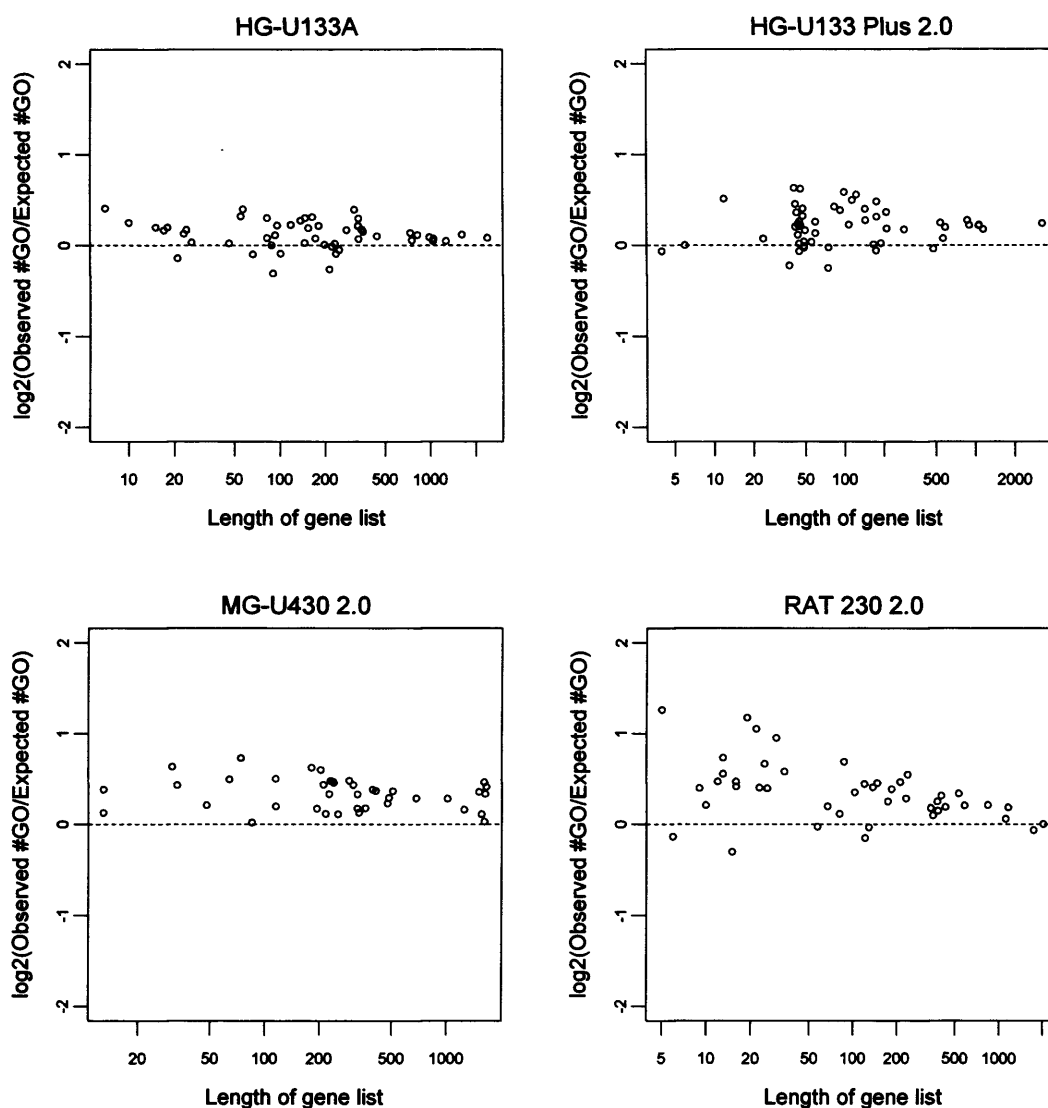 HG-U133A
log2(Observed #GO/Expected #GO)
2
1
0
-1
-2
10 20 50 100 200 500 1000
Length of gene list
HG-U133 Plus 2.0
log2(Observed #GO/Expected #GO)
2
1
0
-1
-2
5 10 20 50 100 500 2000
Length of gene list
MG-U430 2.0
log2(Observed #GO/Expected #GO)
2
1
0
-1
-2
20 50 100 200 500 1000
Length of gene list
RAT 230 2.0
log2(Observed #GO/Expected #GO)
2
1
0
-1
-2
5 10 20 50 100 200 500 1000
Length of gene list